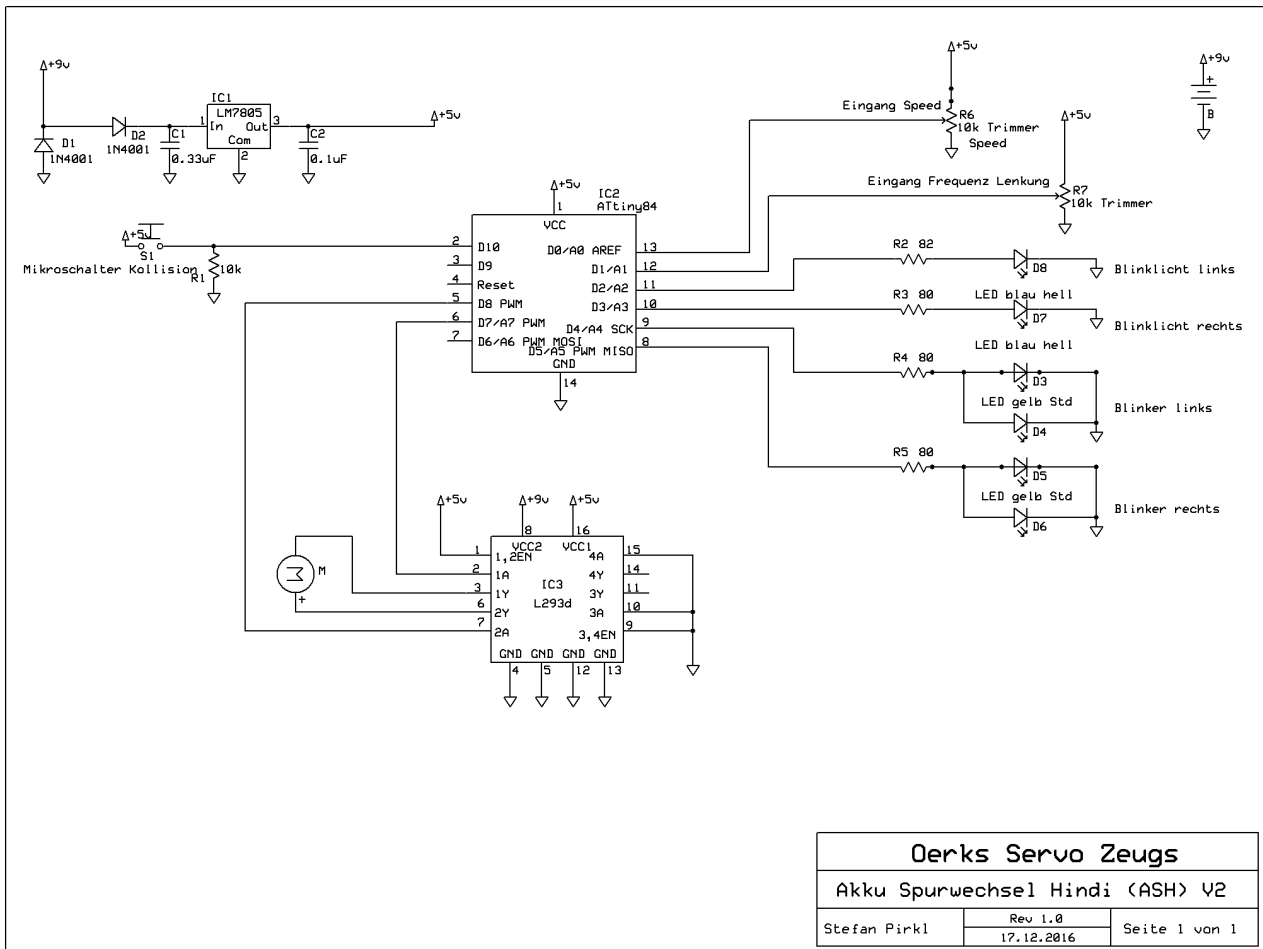 +9v
D1
1N4001
D2
1N4001
C1
0.33uF
IC1
LM7805
1 In Out 3
Com
2
C2
0.1uF
+5v
+5v
S1
Mikroschalter Kollision
R1
10k
+5v
1
IC2
ATtiny84
VCC
2 D10
3 D9
4 Reset
5 D8 PWM
6 D7/A7 PWM
7 D6/A6 PWM MOSI
D0/A0 AREF 13
D1/A1 12
D2/A2 11
D3/A3 10
D4/A4 SCK 9
D5/A5 PWM MISO 8
GND
14
+5v
Eingang Speed
R6
10k Trimmer
Speed
+5v
Eingang Frequenz Lenkung
R7
10k Trimmer
+9v
+
B
R2 82
D8
Blinklicht links
LED blau hell
R3 80
D7
Blinklicht rechts
LED blau hell
R4 80
D3
LED gelb Std
D4
Blinker links
R5 80
D5
LED gelb Std
D6
Blinker rechts
M
+
+5v
+9v
+5v
8
16
VCC2 VCC1
1 1,2EN
2 1A
3 1Y
6 2Y
7 2A
IC3
L293d
4A 15
4Y 14
3Y 11
3A 10
3,4EN 9
GND GND GND GND
4 5 12 13
Oerks Servo Zeugs
Akku Spurwechsel Hindi (ASH) V2
Stefan Pirkl
Rev 1.0
17.12.2016
Seite 1 von 1